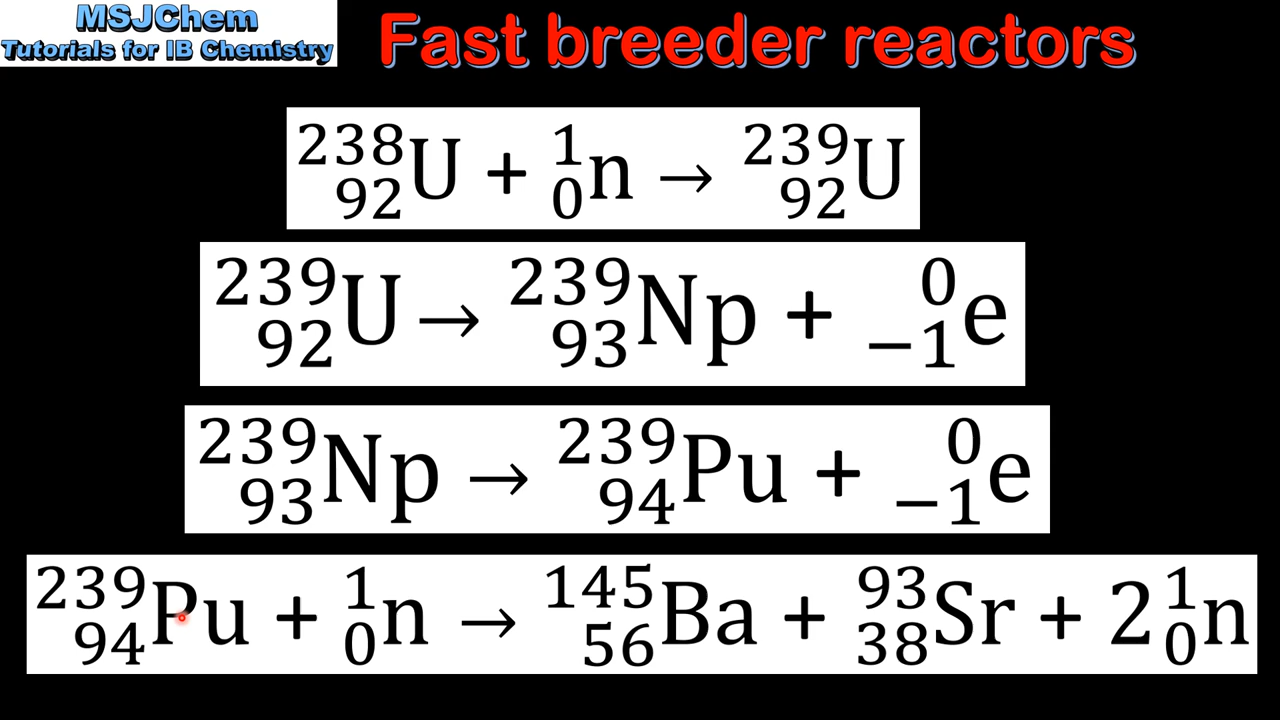 MSJChem
Tutorials for IB Chemistry
Fast breeder reactors
²³⁸₉₂U + ¹₀n → ²³⁹₉₂U
²³⁹₉₂U → ²³⁹₉₃Np + ⁰₋₁e
²³⁹₉₃Np → ²³⁹₉₄Pu + ⁰₋₁e
²³⁹₉₄Pu + ¹₀n → ¹⁴⁵₅₆Ba + ⁹³₃₈Sr + 2¹₀n